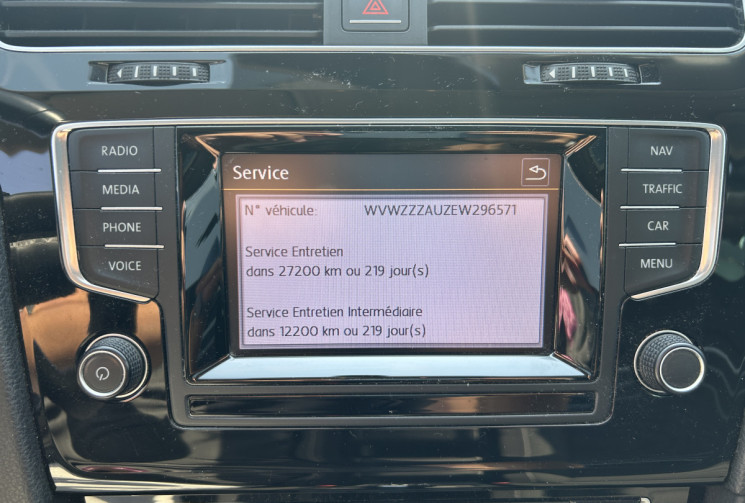 RADIO
MEDIA
PHONE
VOICE
Service
N° véhicule: WVWZZZAUZEW296571
Service Entretien
dans 27200 km ou 219 jour(s)
Service Entretien Intermédiaire
dans 12200 km ou 219 jour(s)
NAV
TRAFFIC
CAR
MENU